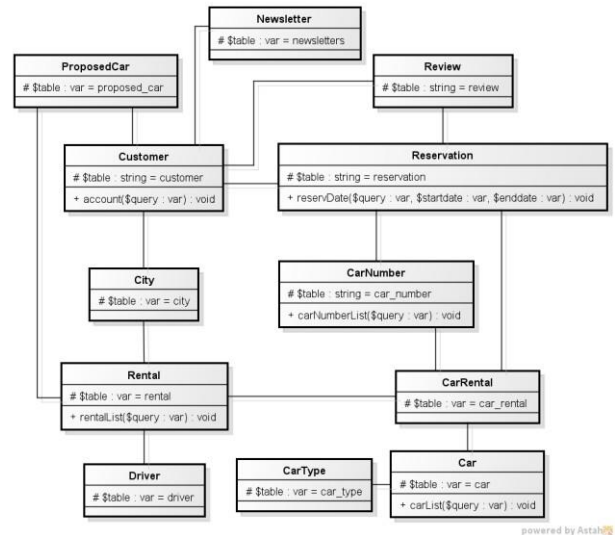 Newsletter
# $table : var = newsletters
ProposedCar
# $table : var = proposed_car
Review
# $table : string = review
Customer
# $table : string = customer
+ account($query : var) : void
Reservation
# $table : string = reservation
+ reservDate($query : var, $startdate : var, $enddate : var) : void
City
# $table : var = city
CarNumber
# $table : string = car_number
+ carNumberList($query : var) : void
Rental
# $table : var = rental
+ rentalList($query : var) : void
CarRental
# $table : var = car_rental
Driver
# $table : var = driver
CarType
# $table : var = car_type
Car
# $table : var = car
+ carList($query : var) : void
powered by Astah